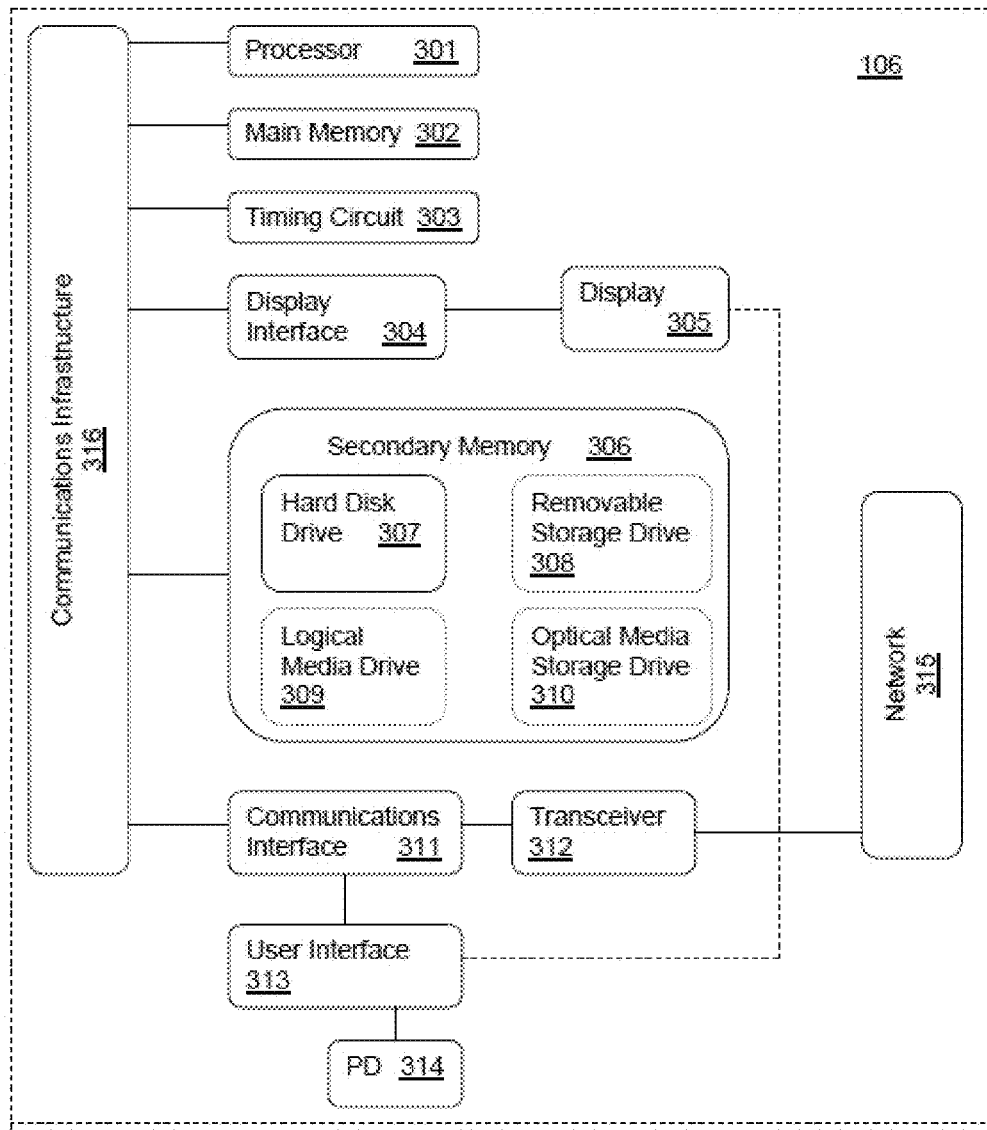 Communications Infrastructure
316
Processor 301
106
Main Memory 302
Timing Circuit 303
Display
Interface 304
Display
305
Secondary Memory 306
Hard Disk
Drive 307
Removable
Storage Drive
308
Logical
Media Drive
309
Optical Media
Storage Drive
310
Network
315
Communications
Interface 311
Transceiver
312
User Interface
313
PD 314